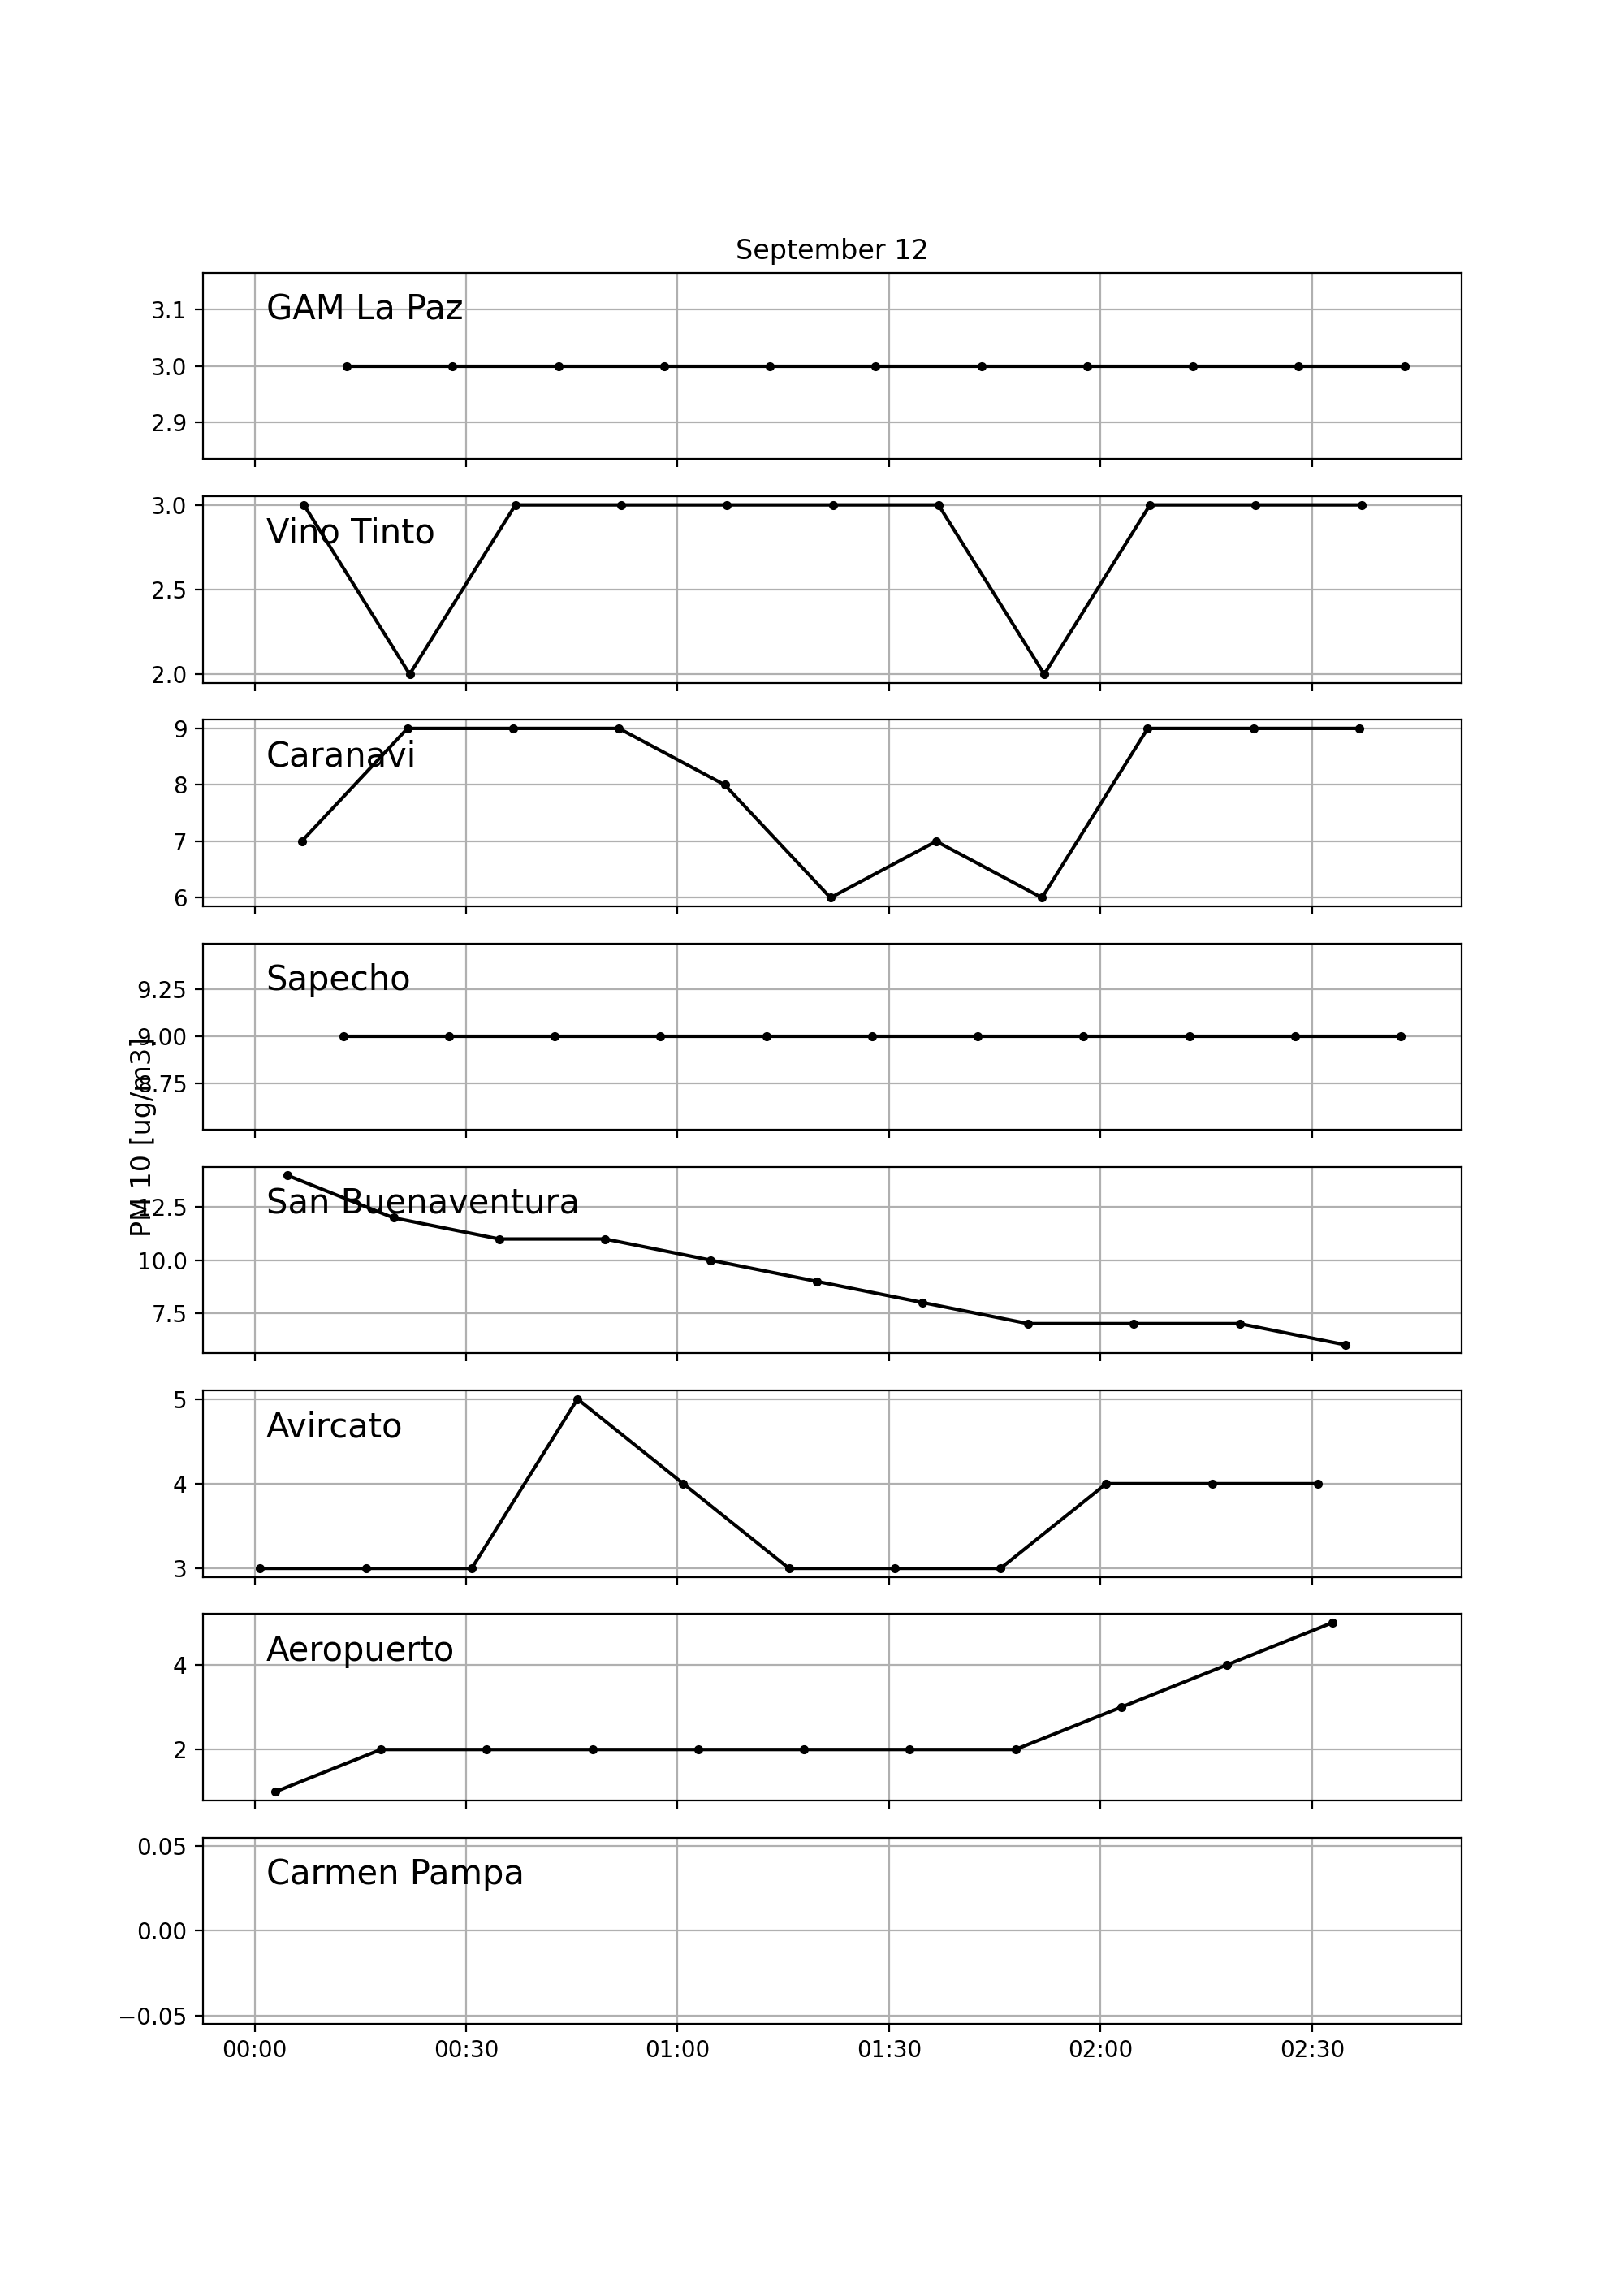 September 12
GAM La Paz
3.1
3.0
2.9
Vino Tinto
3.0
2.5
2.0
Caranavi
9
8
7
6
PM 10 [ug/m3]
Sapecho
9.25
9.00
8.75
San Buenaventura
12.5
10.0
7.5
Avircato
5
4
3
Aeropuerto
4
2
Carmen Pampa
0.05
0.00
−0.05
00:00 00:30 01:00 01:30 02:00 02:30